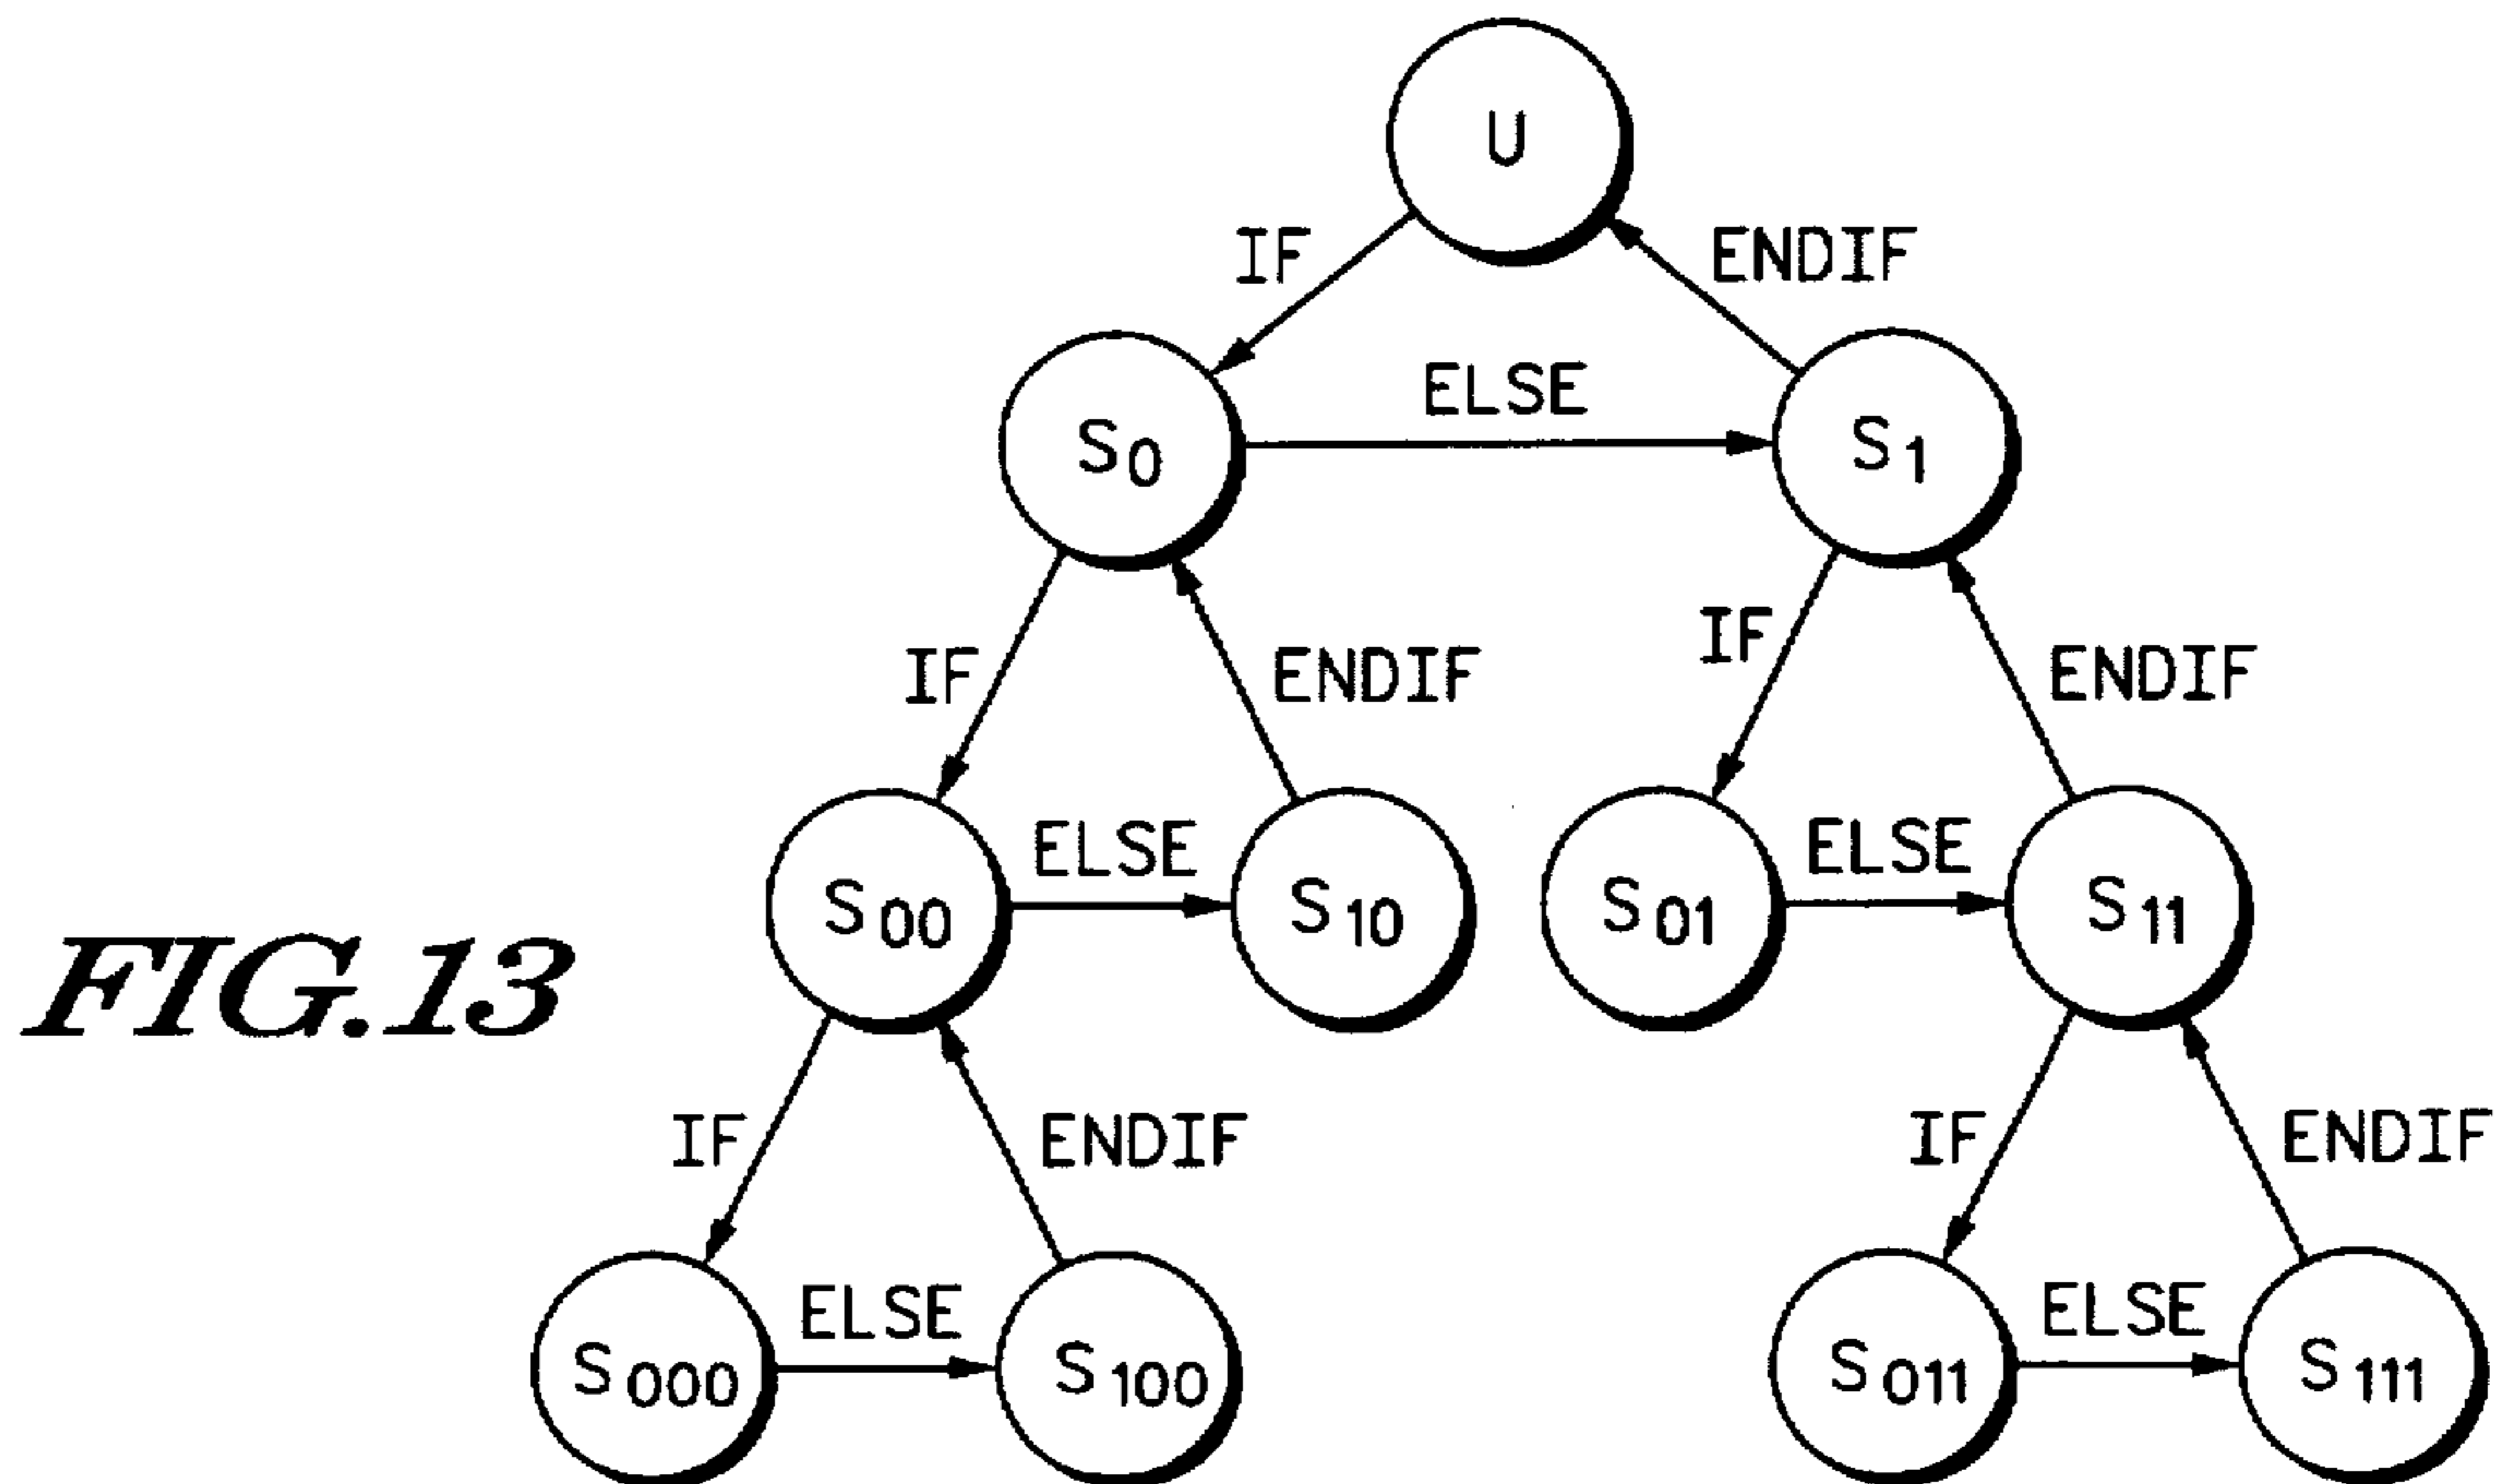 U
IF
ENDIF
ELSE
S0
S1
IF
ENDIF
IF
ENDIF
ELSE
ELSE
S00
S10
S01
S11
FIG.13
IF
ENDIF
IF
ENDIF
ELSE
ELSE
S000
S100
S011
S111